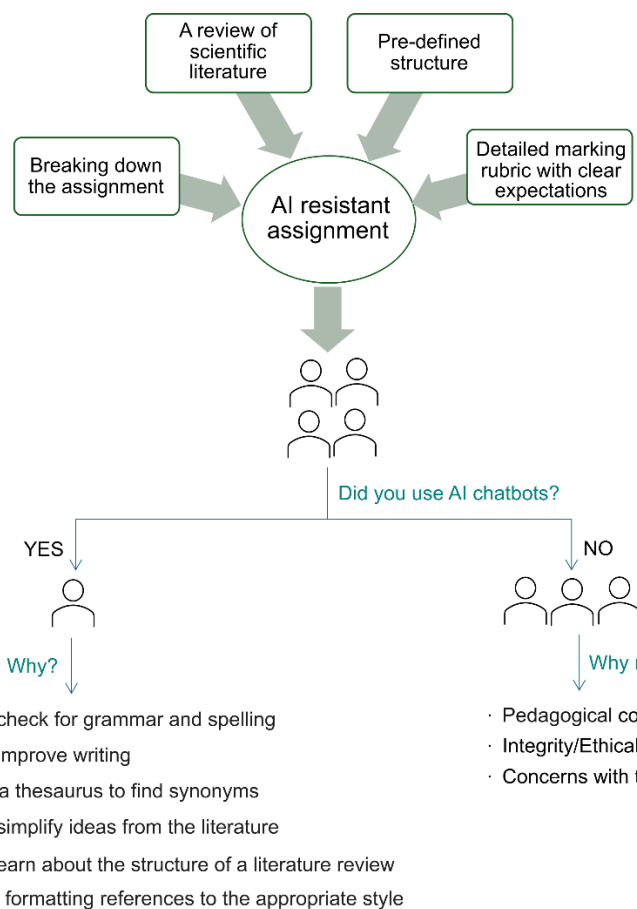 A review of
scientific
literature
Pre-defined
structure
Breaking down
the assignment
Detailed marking
rubric with clear
expectations
AI resistant
assignment
Did you use AI chatbots?
YES
NO
Why?
Why
check for grammar and spelling
improve writing
a thesaurus to find synonyms
simplify ideas from the literature
learn about the structure of a literature review
formatting references to the appropriate style
· Pedagogical
· Integrity/Ethical
· Concerns with